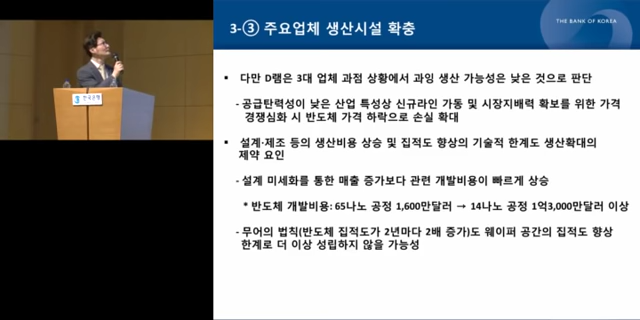 3-③ 주요업체 생산시설 확충
THE BANK OF KOREA
▪ 다만 D램은 3대 업체 과점 상황에서 과잉 생산 가능성은 낮은 것으로 판단
- 공급탄력성이 낮은 산업 특성상 신규라인 가동 및 시장지배력 확보를 위한 가격
경쟁심화 시 반도체 가격 하락으로 손실 확대
▪ 설계·제조 등의 생산비용 상승 및 집적도 향상의 기술적 한계도 생산확대의
제약 요인
- 설계 미세화를 통한 매출 증가보다 관련 개발비용이 빠르게 상승
* 반도체 개발비용: 65나노 공정 1,600만달러 → 14나노 공정 1억3,000만달러 이상
- 무어의 법칙(반도체 집적도가 2년마다 2배 증가)도 웨이퍼 공간의 집적도 향상
한계로 더 이상 성립하지 않을 가능성
한국은행